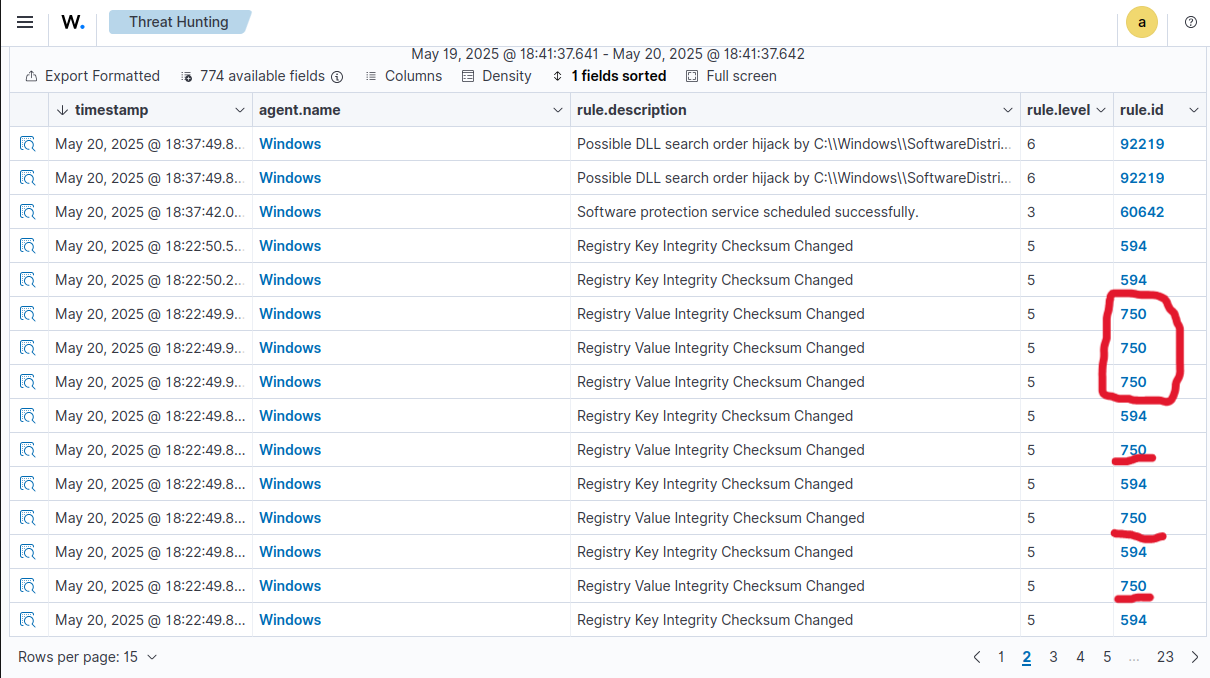 W. Threat Hunting a
May 19, 2025 @ 18:41:37.641 - May 20, 2025 @ 18:41:37.642
Export Formatted 774 available fields Columns Density 1 fields sorted Full screen
timestamp agent.name rule.description rule.level rule.id
May 20, 2025 @ 18:37:49.8... Windows Possible DLL search order hijack by C:\\Windows\\SoftwareDistri... 6 92219
May 20, 2025 @ 18:37:49.8... Windows Possible DLL search order hijack by C:\\Windows\\SoftwareDistri... 6 92219
May 20, 2025 @ 18:37:42.0... Windows Software protection service scheduled successfully. 3 60642
May 20, 2025 @ 18:22:50.5... Windows Registry Key Integrity Checksum Changed 5 594
May 20, 2025 @ 18:22:50.2... Windows Registry Key Integrity Checksum Changed 5 594
May 20, 2025 @ 18:22:49.9... Windows Registry Value Integrity Checksum Changed 5 750
May 20, 2025 @ 18:22:49.9... Windows Registry Value Integrity Checksum Changed 5 750
May 20, 2025 @ 18:22:49.9... Windows Registry Value Integrity Checksum Changed 5 750
May 20, 2025 @ 18:22:49.8... Windows Registry Key Integrity Checksum Changed 5 594
May 20, 2025 @ 18:22:49.8... Windows Registry Value Integrity Checksum Changed 5 750
May 20, 2025 @ 18:22:49.8... Windows Registry Key Integrity Checksum Changed 5 594
May 20, 2025 @ 18:22:49.8... Windows Registry Value Integrity Checksum Changed 5 750
May 20, 2025 @ 18:22:49.8... Windows Registry Key Integrity Checksum Changed 5 594
May 20, 2025 @ 18:22:49.8... Windows Registry Value Integrity Checksum Changed 5 750
May 20, 2025 @ 18:22:49.8... Windows Registry Key Integrity Checksum Changed 5 594
Rows per page: 15 1 2 3 4 5 ... 23